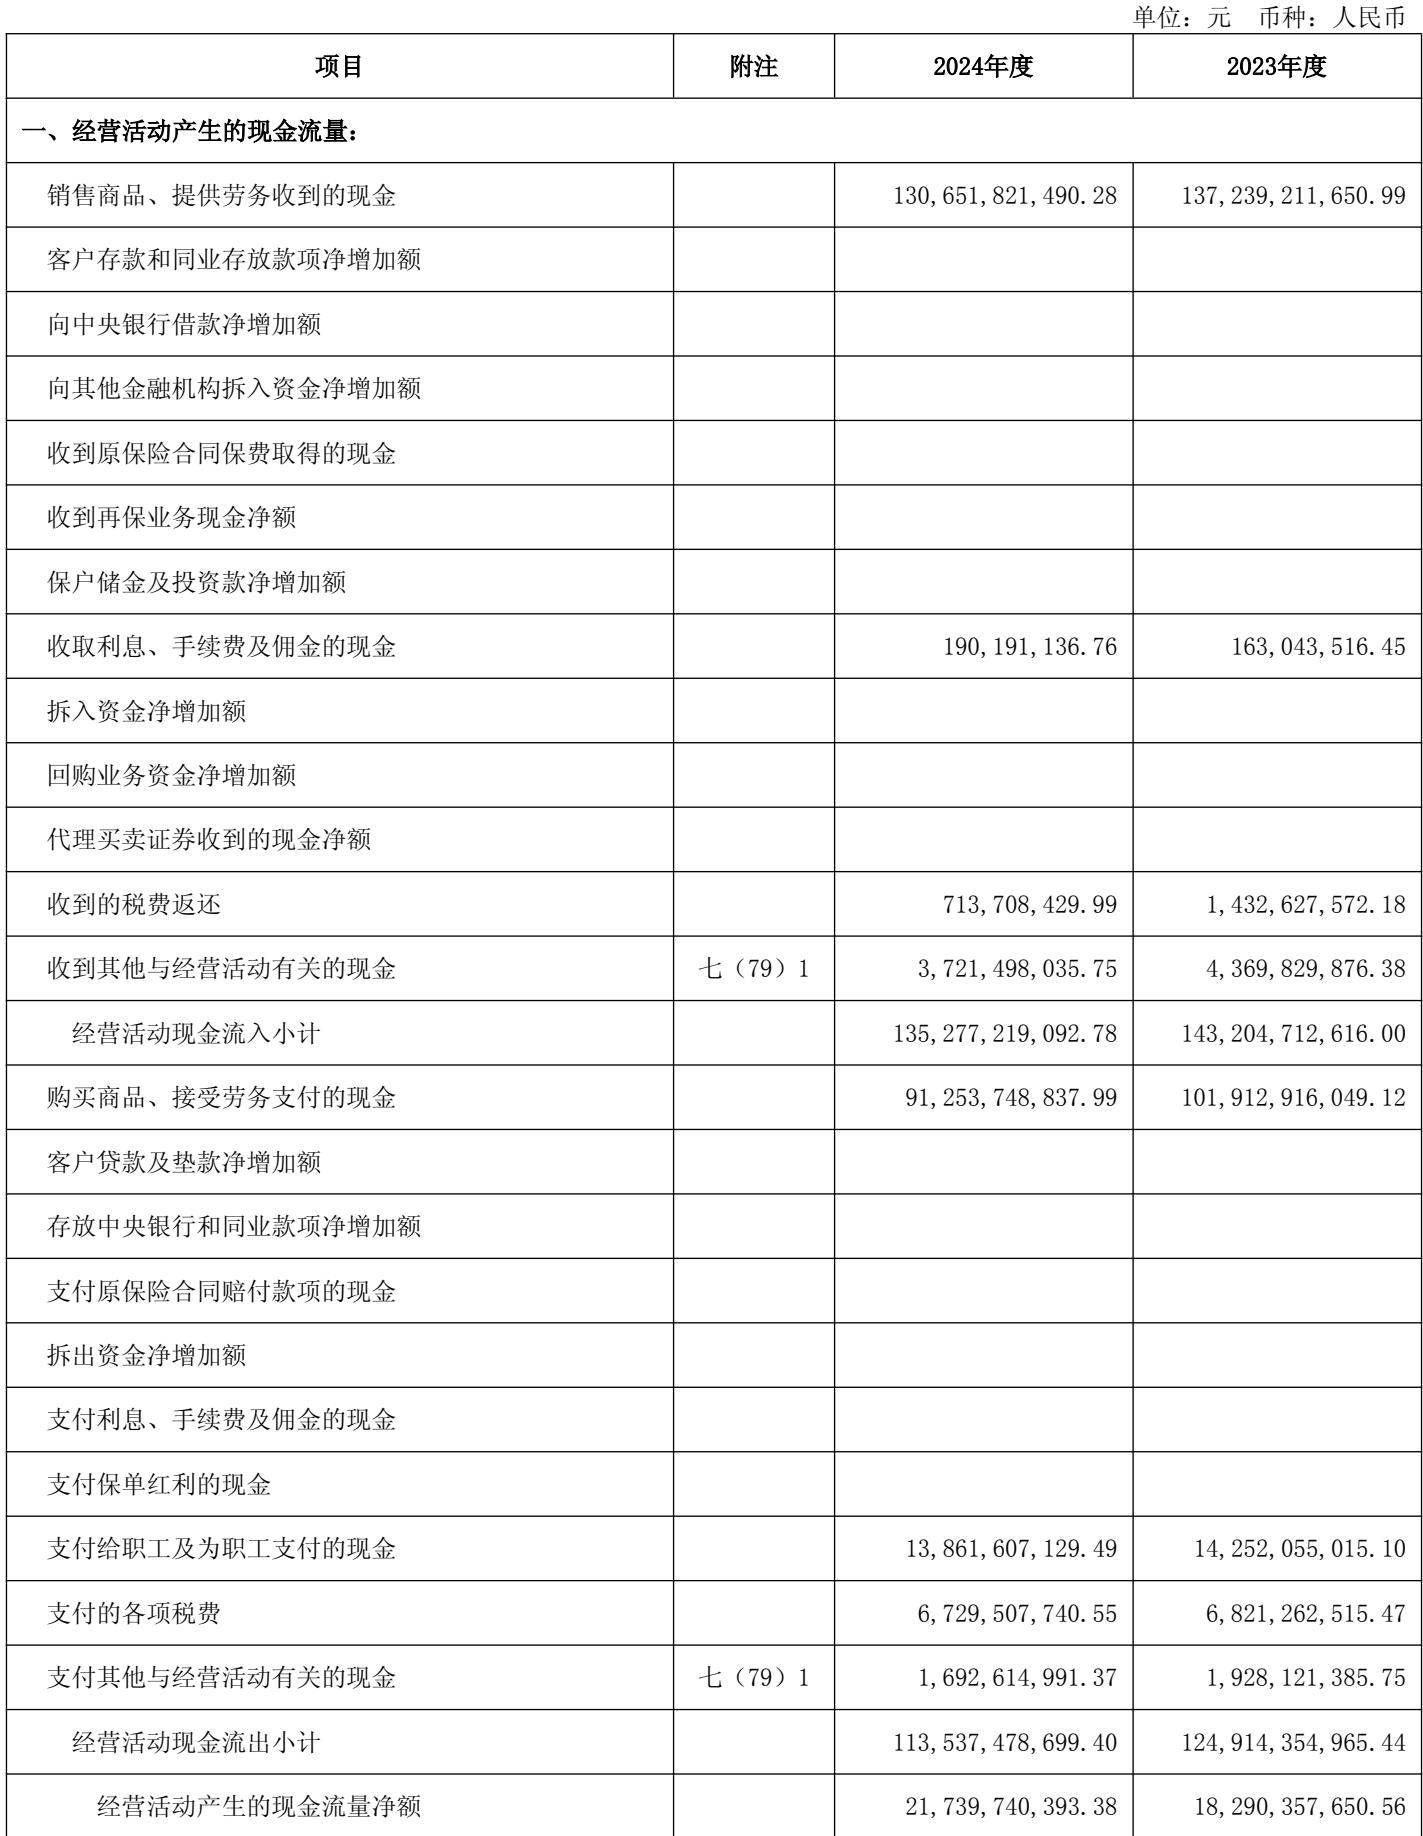 单位：元　币种：人民币
项目 附注 2024年度 2023年度
一、经营活动产生的现金流量：
销售商品、提供劳务收到的现金 130,651,821,490.28 137,239,211,650.99
客户存款和同业存放款项净增加额
向中央银行借款净增加额
向其他金融机构拆入资金净增加额
收到原保险合同保费取得的现金
收到再保业务现金净额
保户储金及投资款净增加额
收取利息、手续费及佣金的现金 190,191,136.76 163,043,516.45
拆入资金净增加额
回购业务资金净增加额
代理买卖证券收到的现金净额
收到的税费返还 713,708,429.99 1,432,627,572.18
收到其他与经营活动有关的现金 七（79）1 3,721,498,035.75 4,369,829,876.38
经营活动现金流入小计 135,277,219,092.78 143,204,712,616.00
购买商品、接受劳务支付的现金 91,253,748,837.99 101,912,916,049.12
客户贷款及垫款净增加额
存放中央银行和同业款项净增加额
支付原保险合同赔付款项的现金
拆出资金净增加额
支付利息、手续费及佣金的现金
支付保单红利的现金
支付给职工及为职工支付的现金 13,861,607,129.49 14,252,055,015.10
支付的各项税费 6,729,507,740.55 6,821,262,515.47
支付其他与经营活动有关的现金 七（79）1 1,692,614,991.37 1,928,121,385.75
经营活动现金流出小计 113,537,478,699.40 124,914,354,965.44
经营活动产生的现金流量净额 21,739,740,393.38 18,290,357,650.56